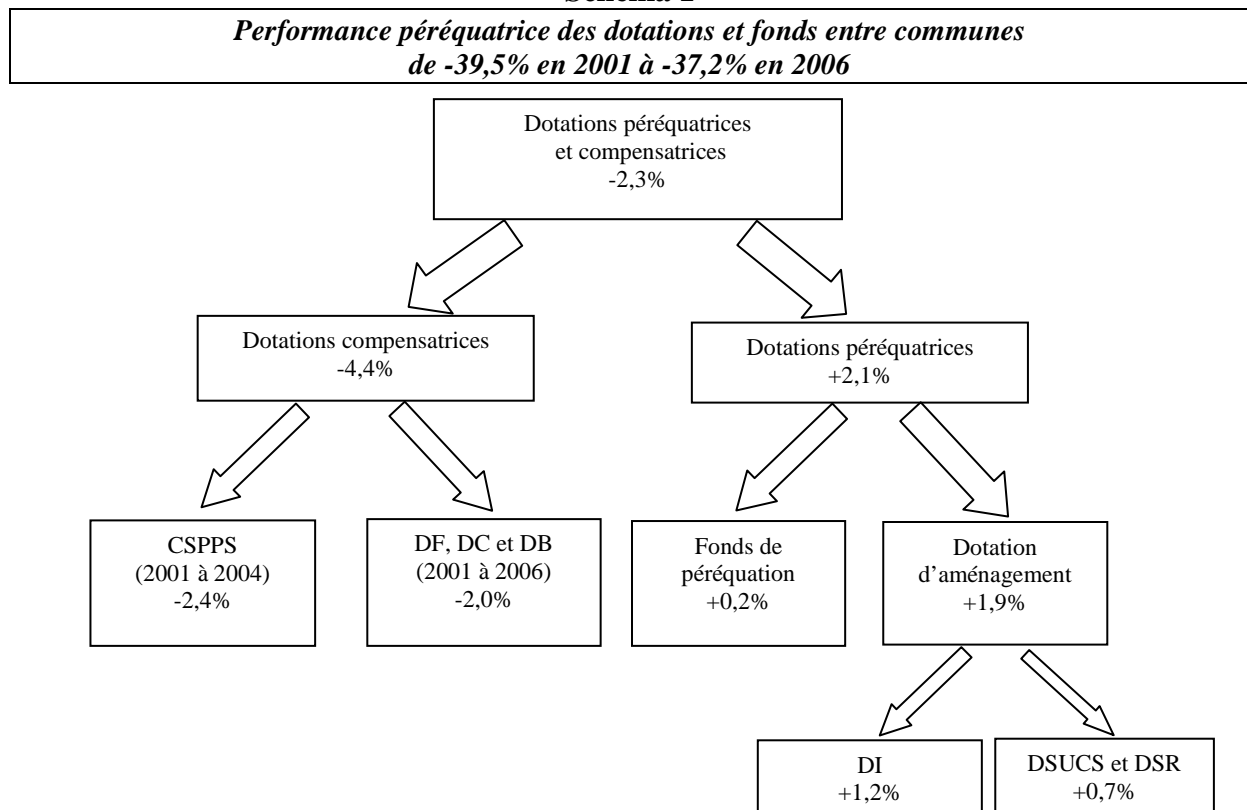 Performance péréquatrice des dotations et fonds entre communes
de -39,5% en 2001 à -37,2% en 2006
Dotations péréquatrices
et compensatrices
-2,3%
Dotations compensatrices
-4,4%
Dotations péréquatrices
+2,1%
CSPPS
(2001 à 2004)
-2,4%
DF, DC et DB
(2001 à 2006)
-2,0%
Fonds de
péréquation
+0,2%
Dotation
d’aménagement
+1,9%
DI
+1,2%
DSUCS et DSR
+0,7%